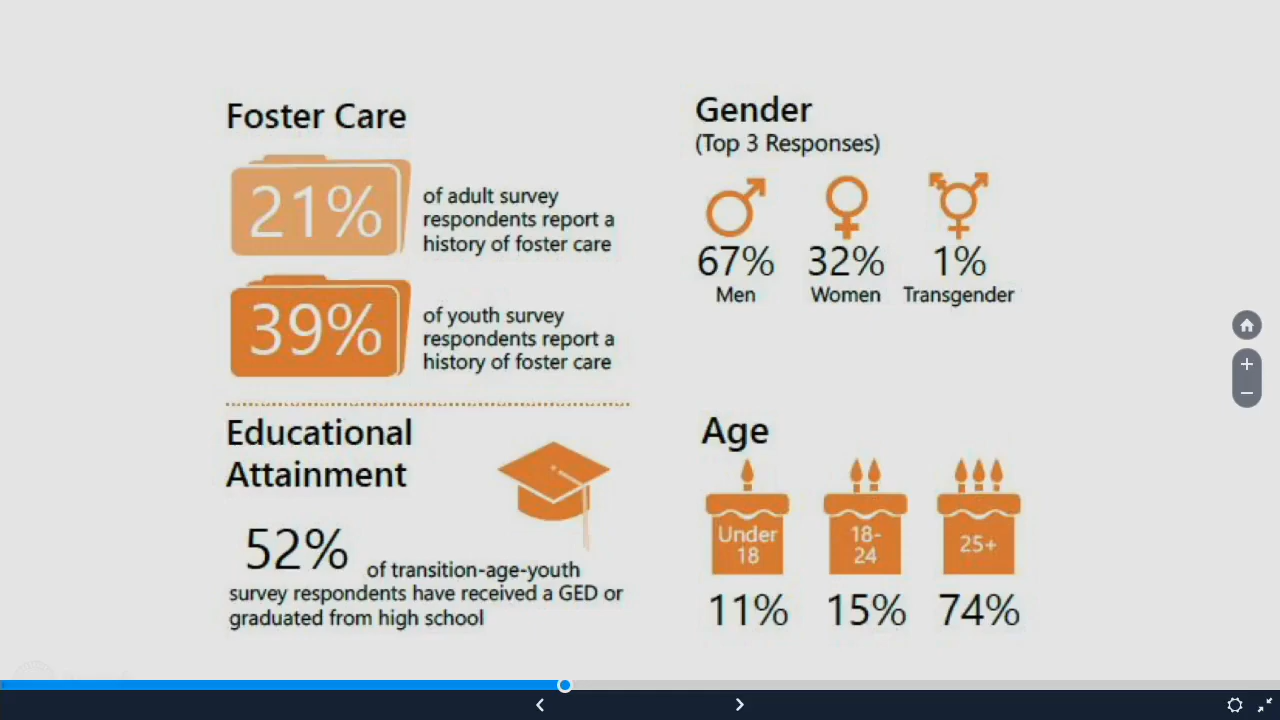 Foster Care
21%
of adult survey
respondents report a
history of foster care
39%
of youth survey
respondents report a
history of foster care
Educational
Attainment
52%
of transition-age-youth
survey respondents have received a GED or
graduated from high school
Gender
(Top 3 Responses)
67%
Men
32%
Women
1%
Transgender
Age
Under
18
11%
18-
24
15%
25+
74%